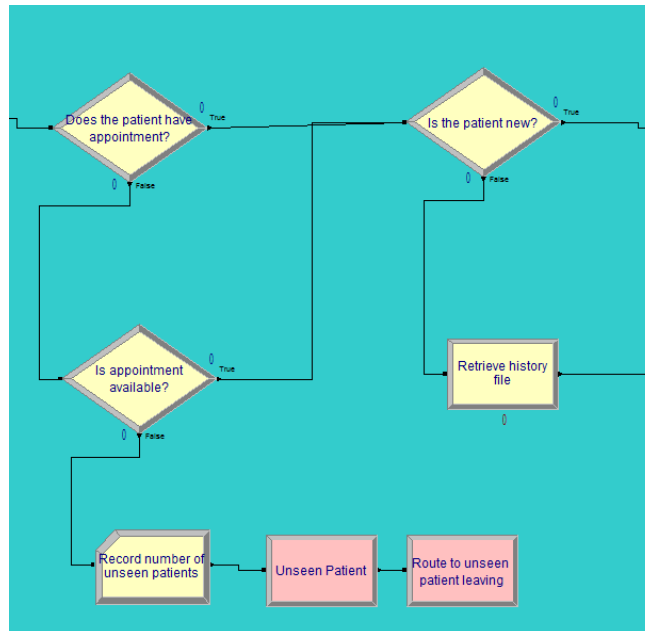 Does the patient have
appointment?
0
True
0
False
Is the patient new?
0
True
0
False
Is appointment
available?
0
True
0
False
Retrieve history
file
0
Record number of
unseen patients
Unseen Patient
Route to unseen
patient leaving